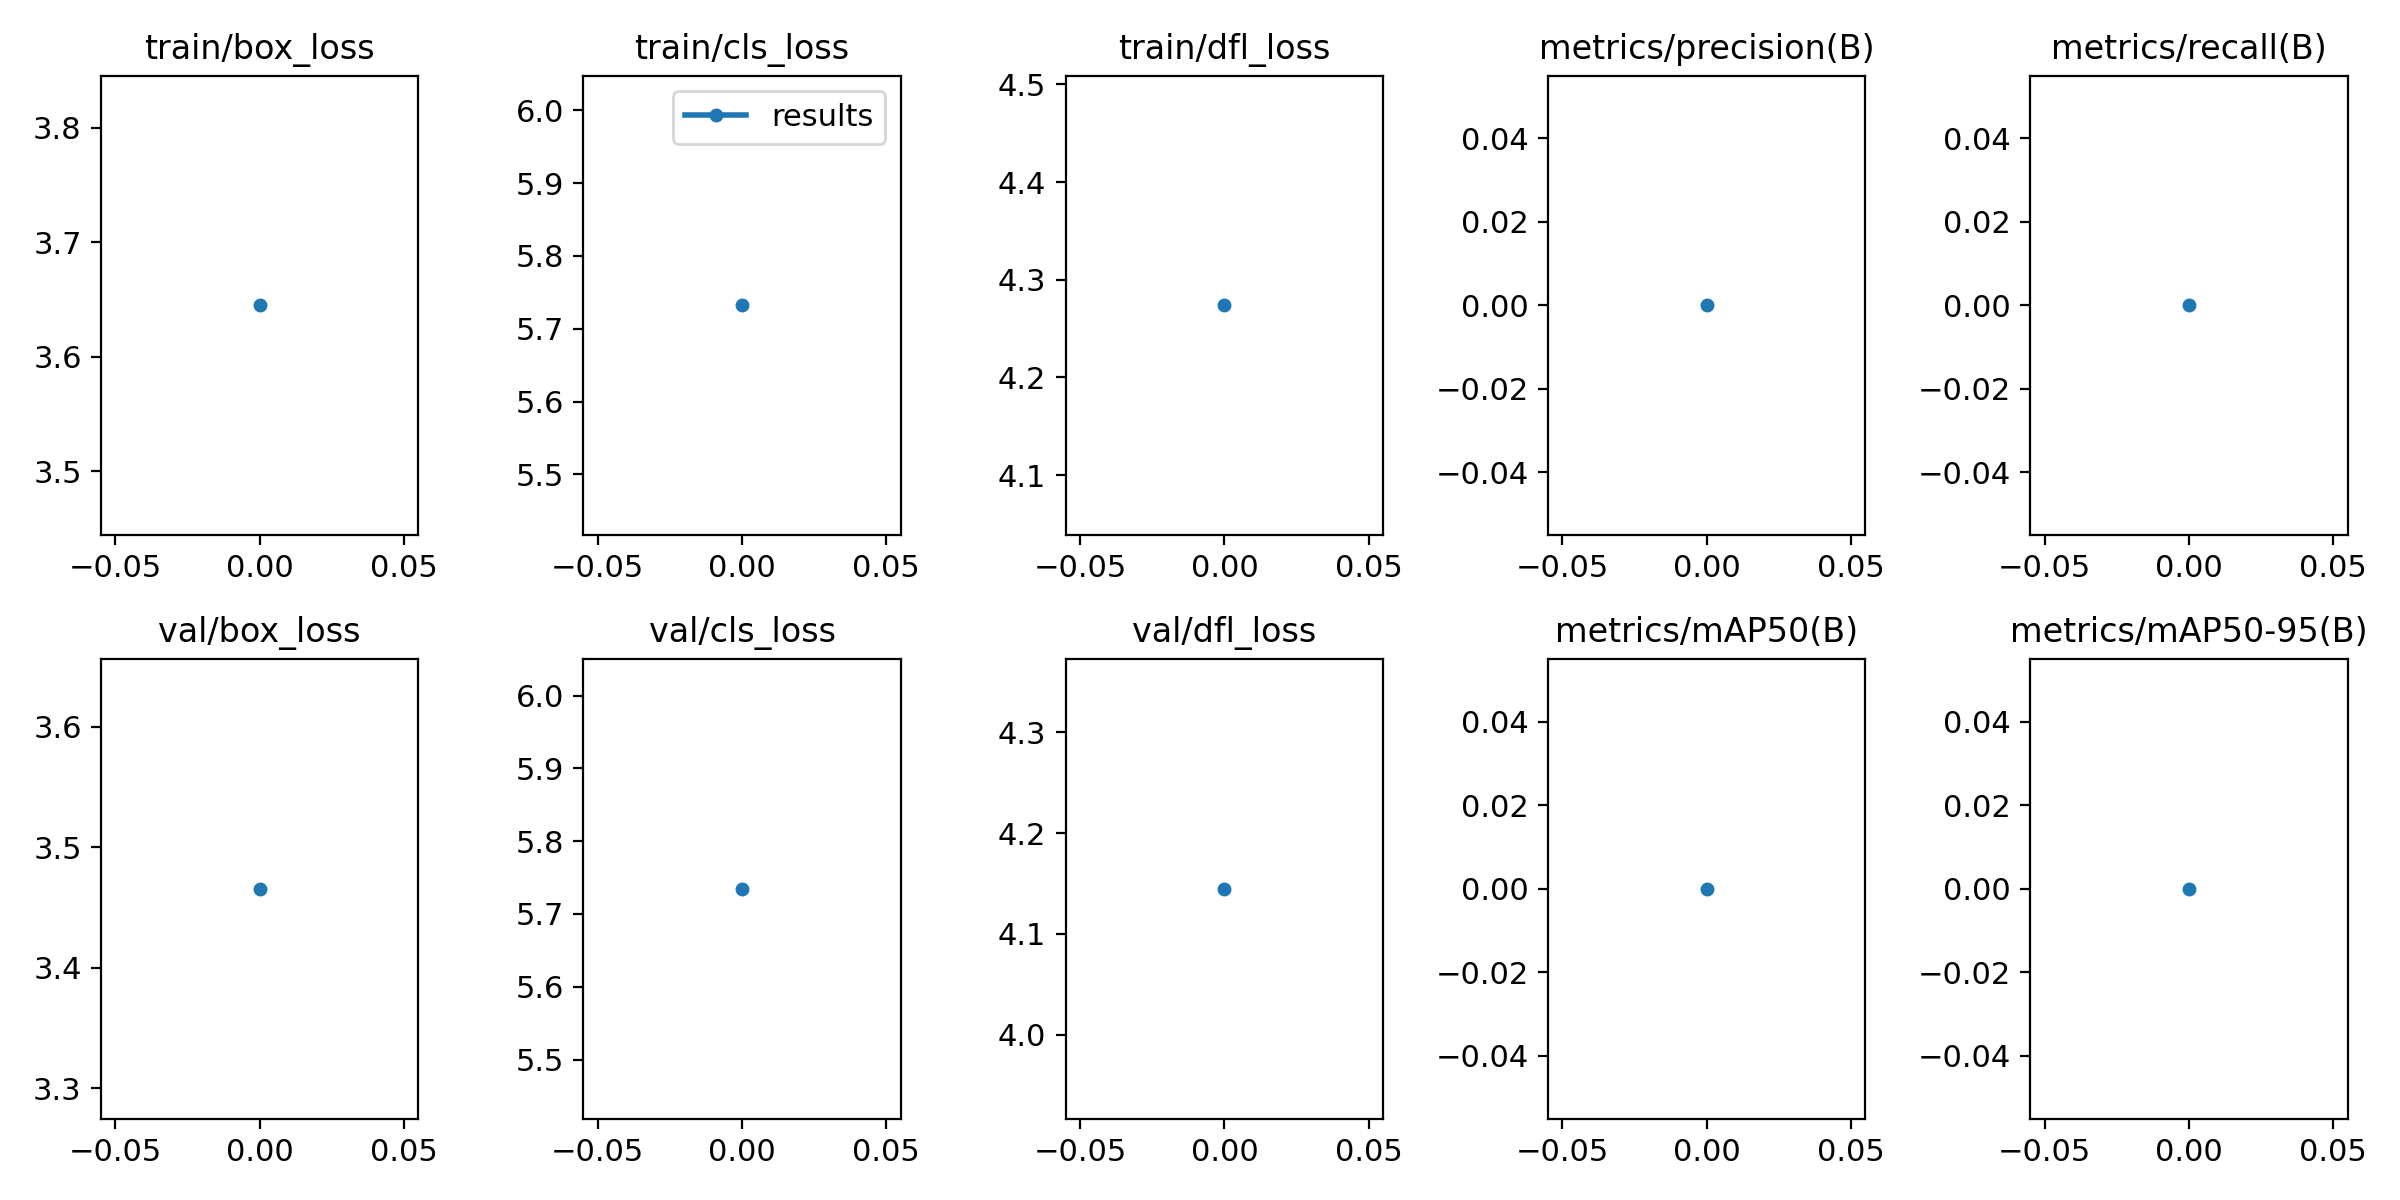 train/box_loss
3.8
3.7
3.6
3.5
−0.05 0.00 0.05
train/cls_loss
results
6.0
5.9
5.8
5.7
5.6
5.5
−0.05 0.00 0.05
train/dfl_loss
4.5
4.4
4.3
4.2
4.1
−0.05 0.00 0.05
metrics/precision(B)
0.04
0.02
0.00
−0.02
−0.04
−0.05 0.00 0.05
metrics/recall(B)
0.04
0.02
0.00
−0.02
−0.04
−0.05 0.00 0.05
val/box_loss
3.6
3.5
3.4
3.3
−0.05 0.00 0.05
val/cls_loss
6.0
5.9
5.8
5.7
5.6
5.5
−0.05 0.00 0.05
val/dfl_loss
4.3
4.2
4.1
4.0
−0.05 0.00 0.05
metrics/mAP50(B)
0.04
0.02
0.00
−0.02
−0.04
−0.05 0.00 0.05
metrics/mAP50-95(B)
0.04
0.02
0.00
−0.02
−0.04
−0.05 0.00 0.05